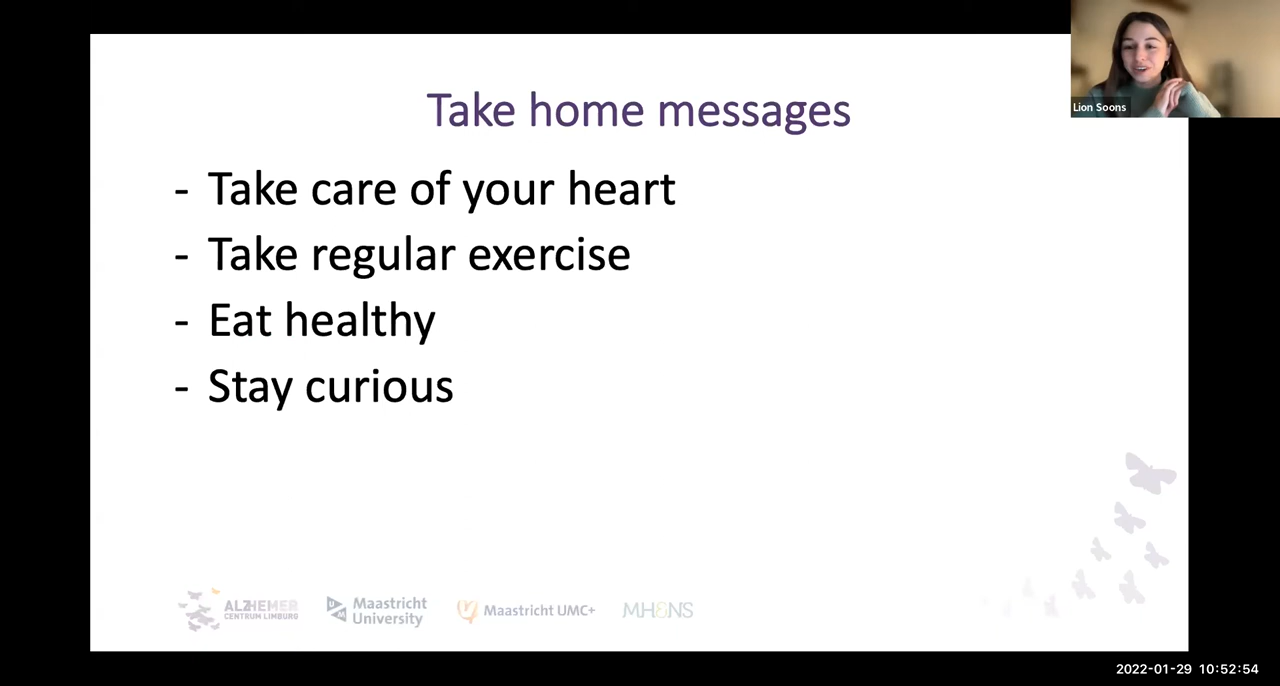 Take home messages
- Take care of your heart
- Take regular exercise
- Eat healthy
- Stay curious
Lion Soons
ALZHEIMER
CENTRUM LIMBURG
UM
Maastricht
University
Maastricht UMC+
MHENS
2022-01-29 10:52:54